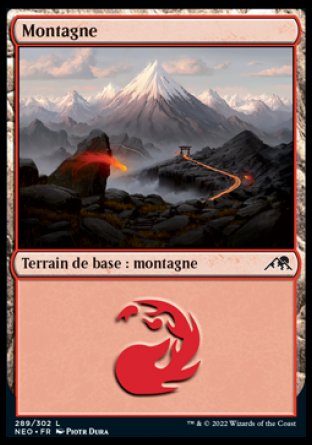 Montagne
Terrain de base : montagne
289/302 L
NEO • FR Piotr Dura
™ & © 2022 Wizards of the Coast